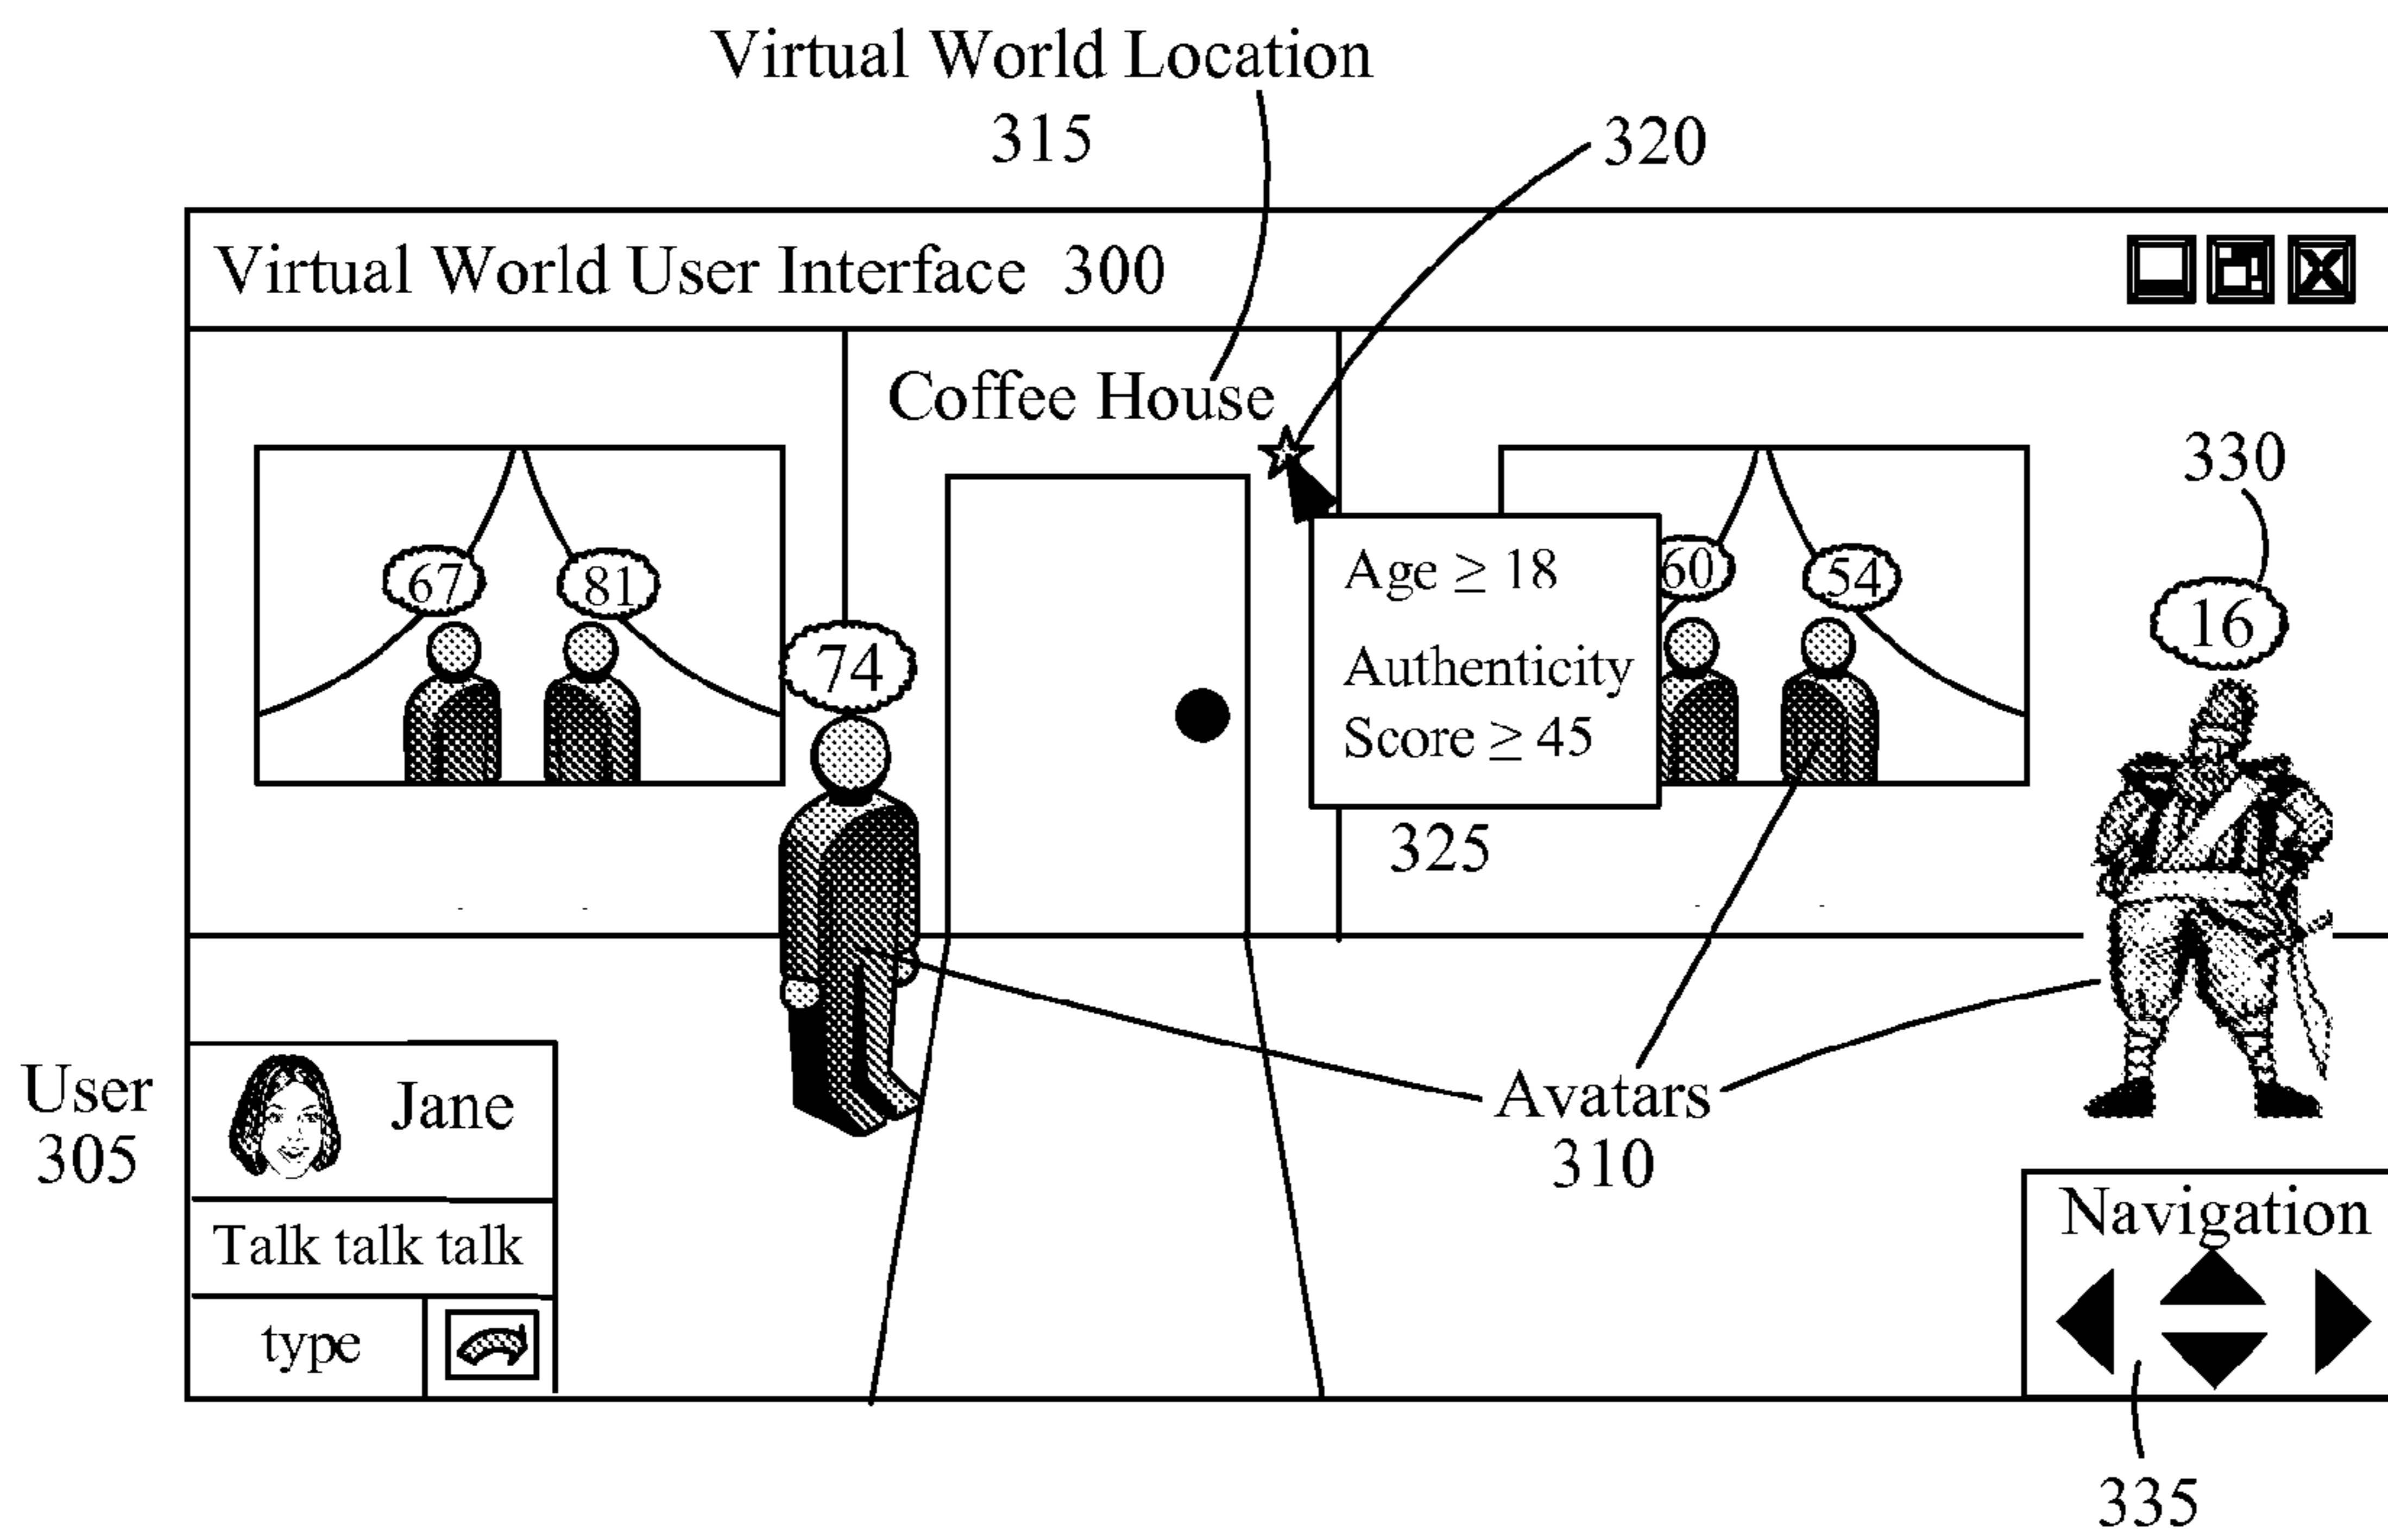 Virtual World Location
315
320
Virtual World User Interface 300
Coffee House
330
67
81
74
Age ≥ 18
Authenticity
Score ≥ 45
60
54
16
325
User
305
Jane
Talk talk talk
type
Avatars
310
Navigation
335